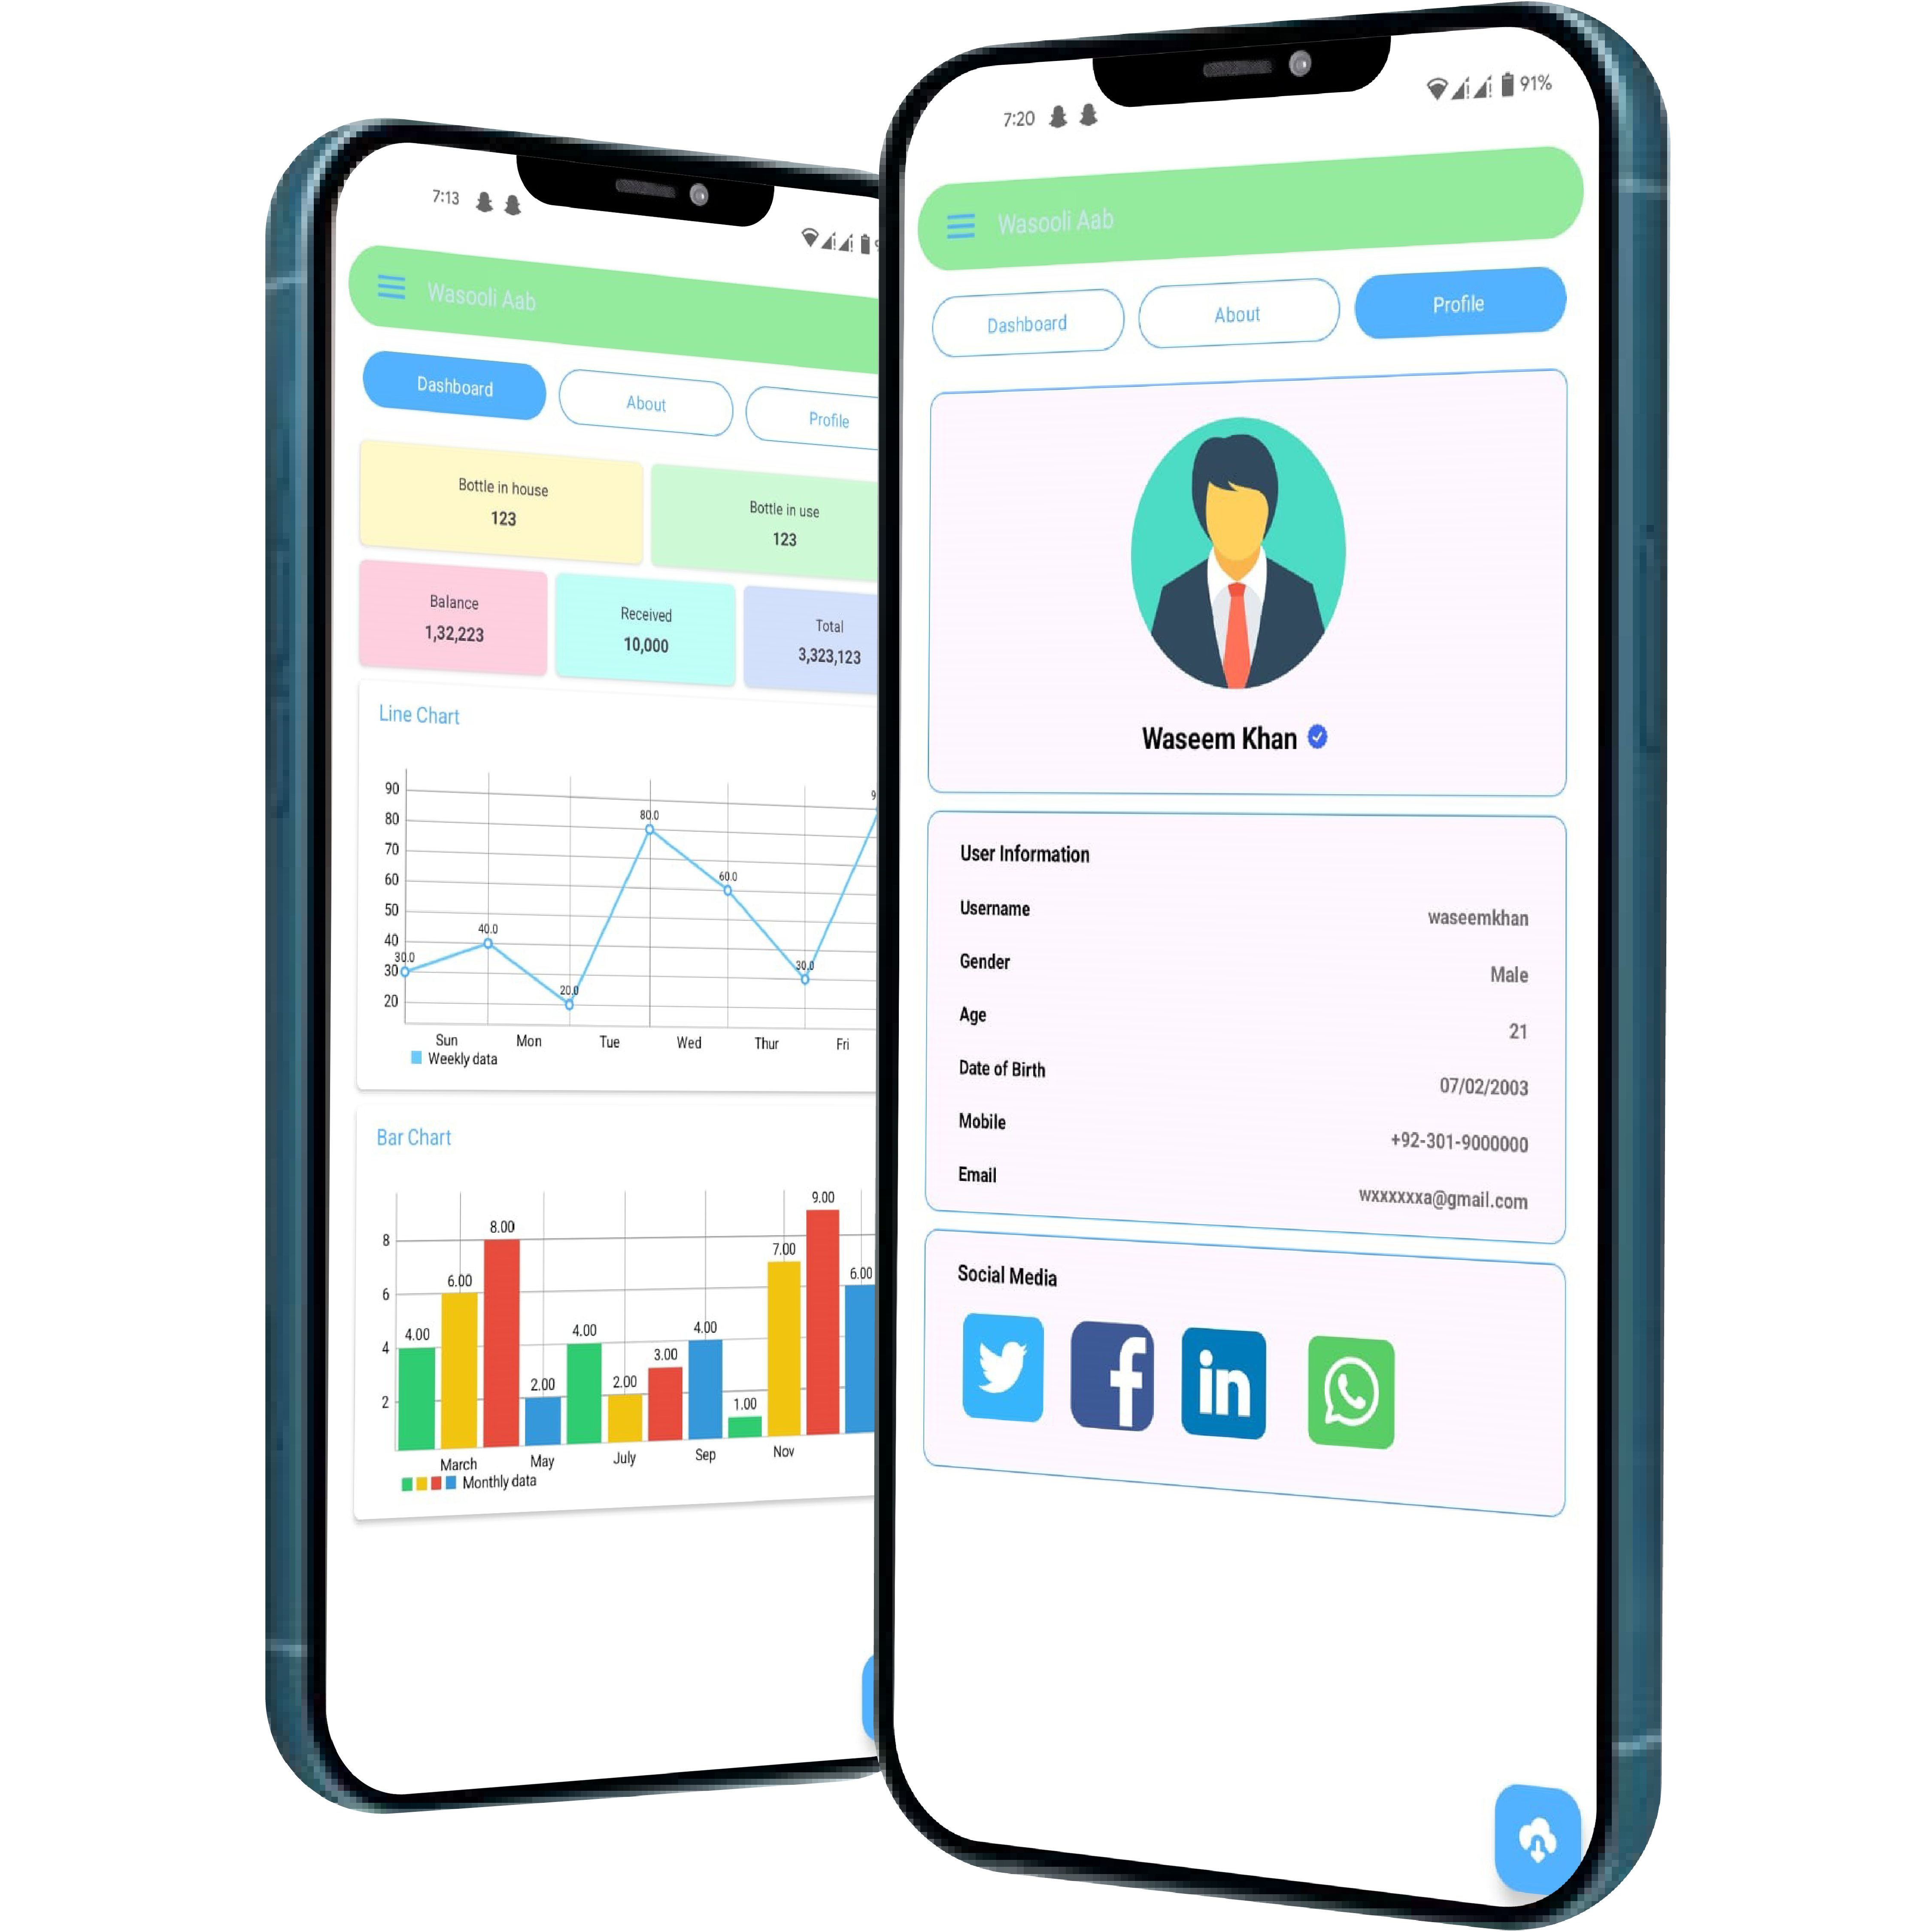 7:13
Wasooli Aab
Dashboard
About
Profile
Bottle in house
123
Bottle in use
123
Balance
1,32,223
Received
10,000
Total
3,323,123
Line Chart
90
80
70
60
50
40
30
20
30.0
40.0
20.0
80.0
60.0
30.0
9
Sun
Mon
Tue
Wed
Thur
Fri
Weekly data
Bar Chart
8
6
4
2
4.00
6.00
8.00
2.00
4.00
2.00
3.00
4.00
1.00
7.00
9.00
6.00
March
May
July
Sep
Nov
Monthly data
7:20
91%
Wasooli Aab
Dashboard
About
Profile
Waseem Khan
User Information
Username
waseemkhan
Gender
Male
Age
21
Date of Birth
07/02/2003
Mobile
+92-301-9000000
Email
wxxxxxxa@gmail.com
Social Media
f
in